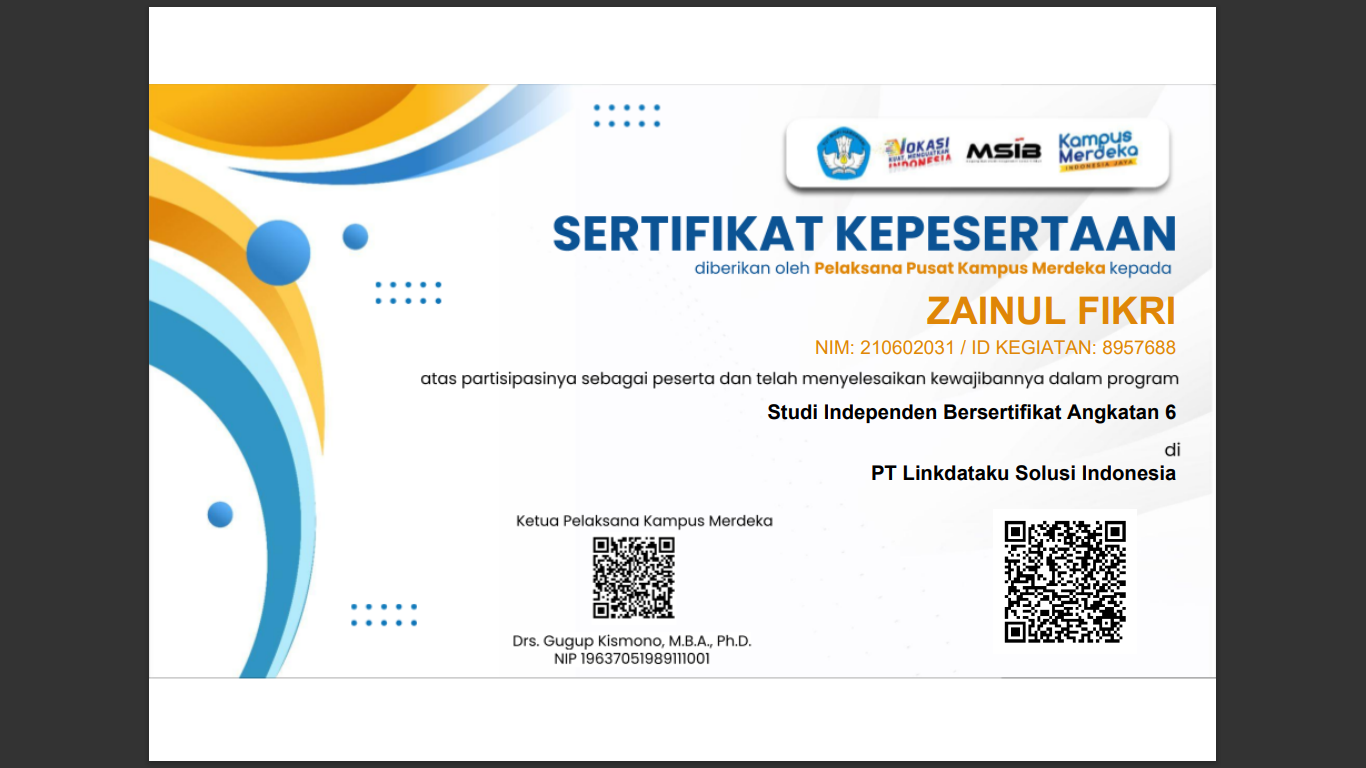 VOKASI
KUAT, MENGUATKAN
INDONESIA
MSIB
Kampus
Merdeka
INDONESIA JAYA
SERTIFIKAT KEPESERTAAN
diberikan oleh Pelaksana Pusat Kampus Merdeka kepada
ZAINUL FIKRI
NIM: 210602031 / ID KEGIATAN: 8957688
atas partisipasinya sebagai peserta dan telah menyelesaikan kewajibannya dalam program
Studi Independen Bersertifikat Angkatan 6
di
PT Linkdataku Solusi Indonesia
Ketua Pelaksana Kampus Merdeka
Drs. Gugup Kismono, M.B.A., Ph.D.
NIP 19637051989111001